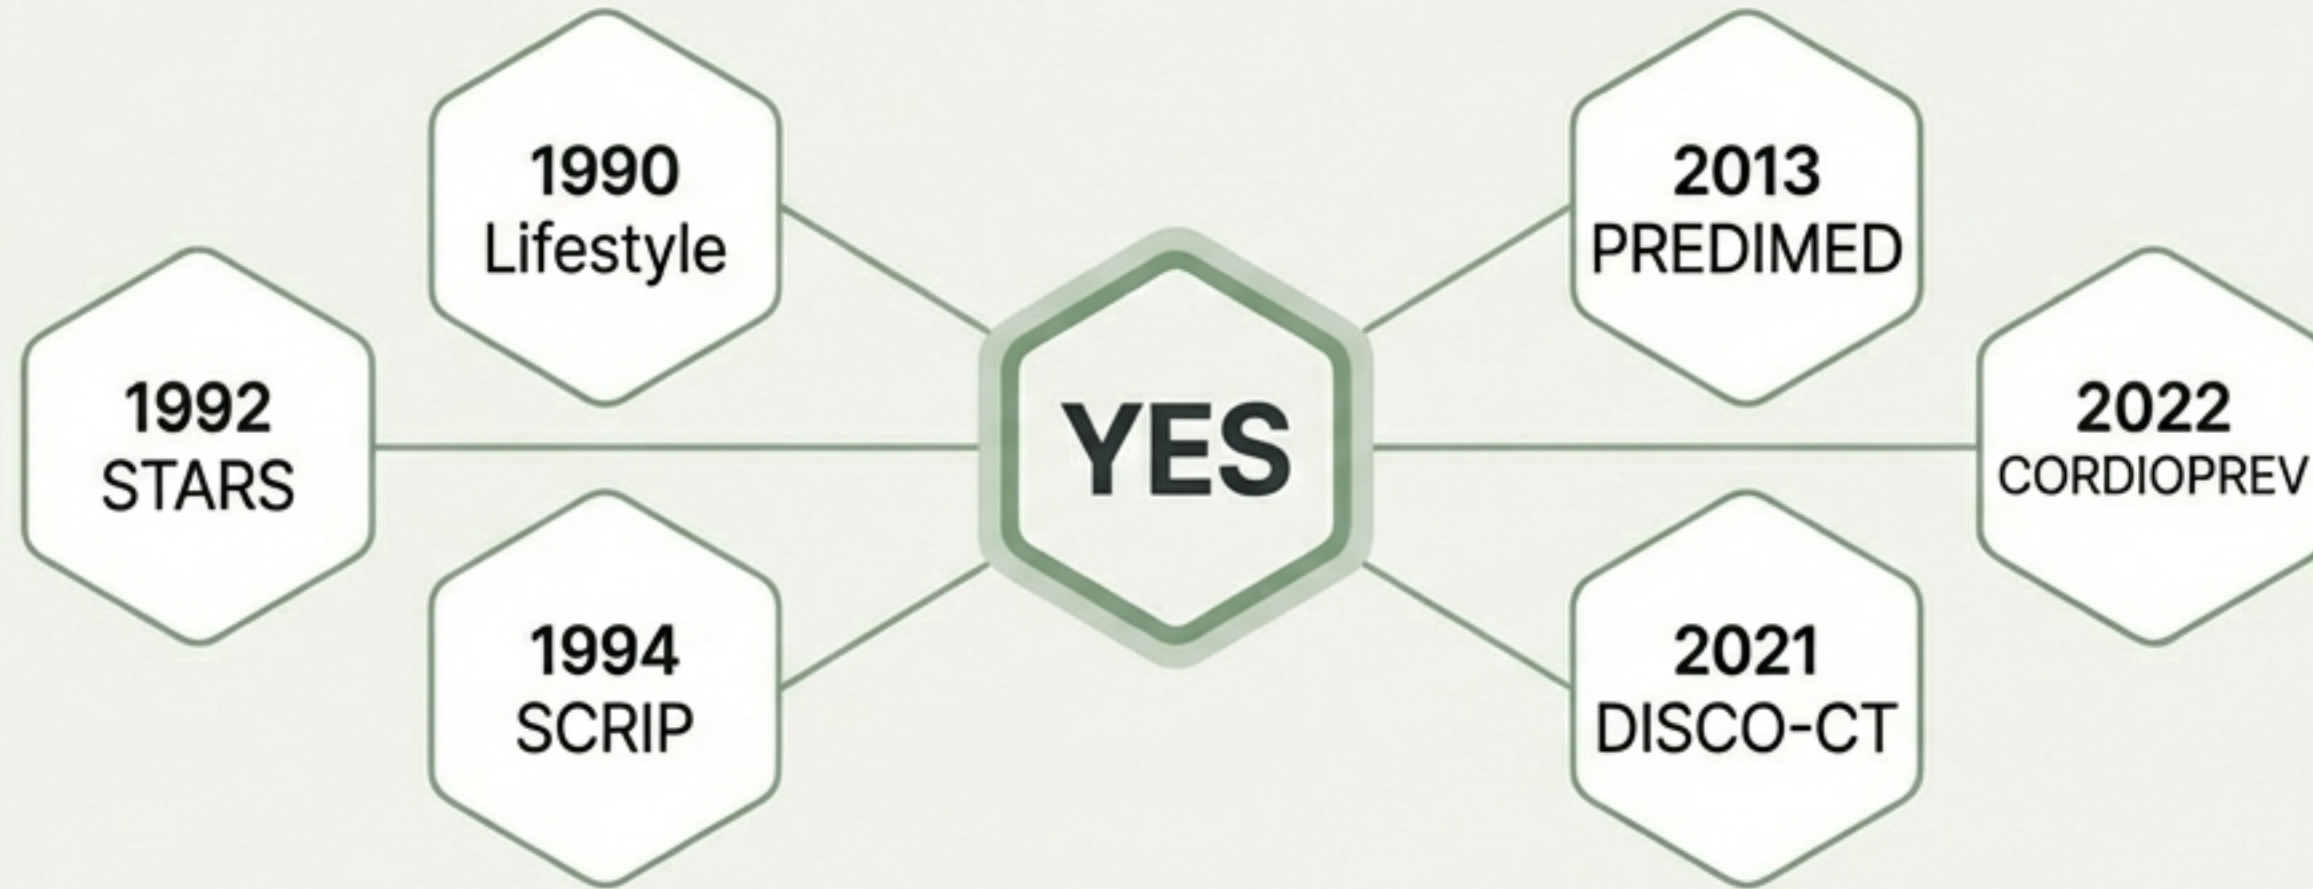 1990
Lifestyle
2013
PREDIMED
1992
STARS
YES
2022
CORDIOPREV
1994
SCRIP
2021
DISCO-CT